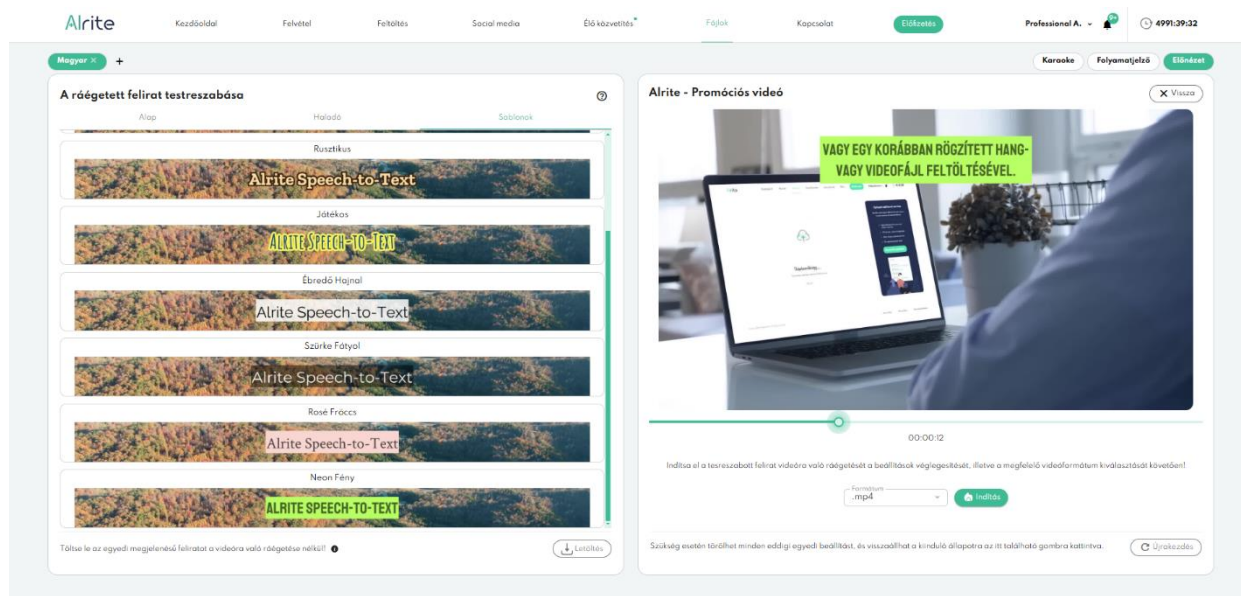 Alrite
Kezdőoldal
Felvétel
Feltöltés
Social media
Élő közvetítés
Fájlok
Kapcsolat
Előfizetés
Professional A.
9+
4991:39:32
Magyar ×
+
Karaoke
Folyamatjelző
Előnézet
A ráégetett felirat testreszabása
Alap
Haladó
Sablonok
Rusztikus
Alrite Speech-to-Text
Játékos
Alrite Speech-to-Text
Ébredő Hajnal
Alrite Speech-to-Text
Szürke Fátyol
Alrite Speech-to-Text
Rosé Fröccs
Alrite Speech-to-Text
Neon Fény
ALRITE SPEECH-TO-TEXT
Töltse le az egyedi megjelenésű feliratot a videóra való ráégetése nélkül!
Letöltés
Alrite - Promóciós videó
Vissza
VAGY EGY KORÁBBAN RÖGZÍTETT HANG-
VAGY VIDEOFÁJL FELTÖLTÉSÉVEL.
00:00:12
Indítsa el a tesreszabott felirat videóra való ráégetését a beállítások véglegesítését, illetve a megfelelő videóformátum kiválasztását követően!
Formátum
.mp4
Indítás
Szükség esetén törölhet minden eddigi egyedi beállítást, és visszaállhat a kiinduló állapotra az itt található gombra kattintva.
Újrakezdés